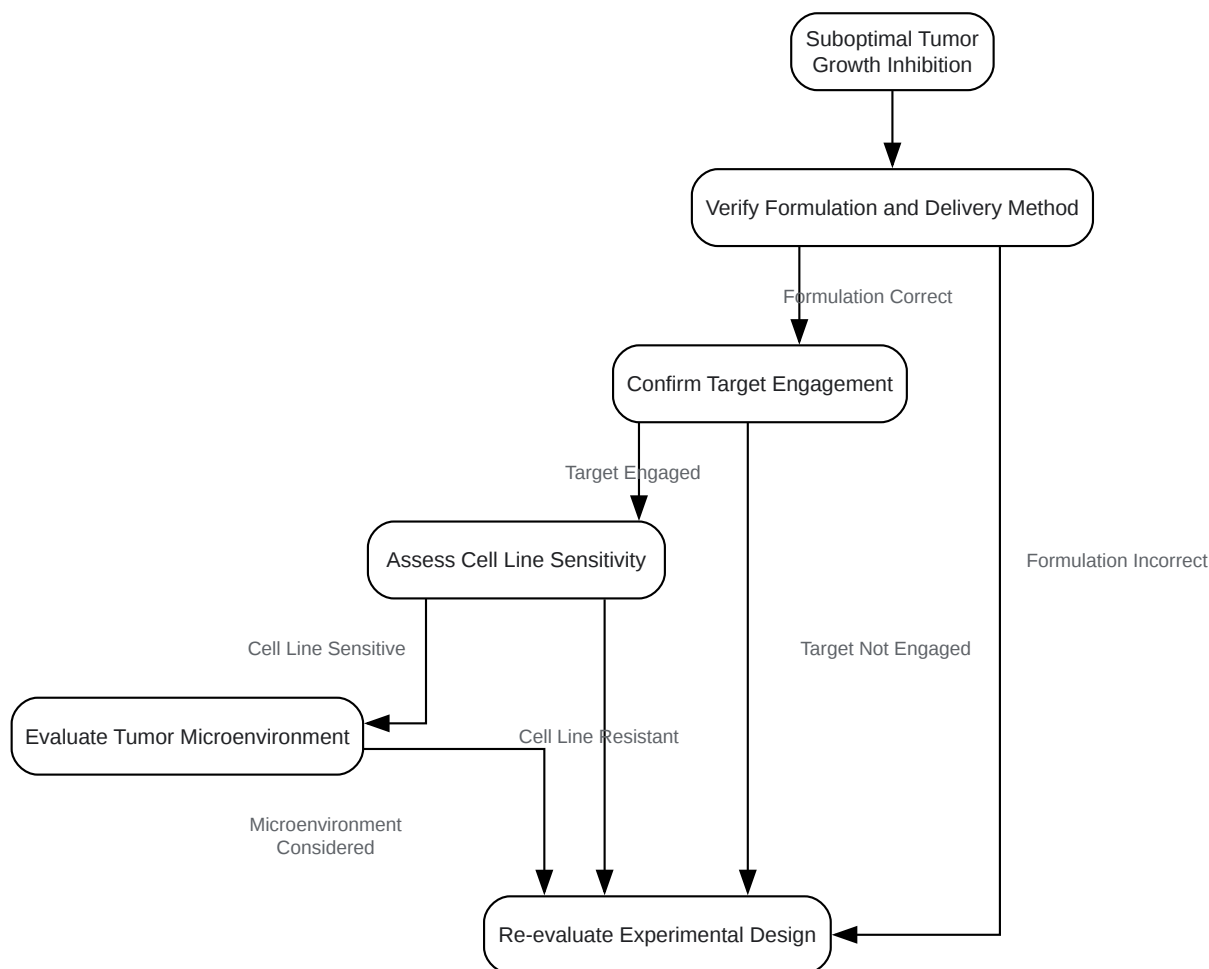 Suboptimal Tumor
Growth Inhibition
Verify Formulation and Delivery Method
Formulation Correct
Confirm Target Engagement
Target Engaged
Assess Cell Line Sensitivity
Formulation Incorrect
Cell Line Sensitive
Target Not Engaged
Evaluate Tumor Microenvironment
Cell Line Resistant
Microenvironment
Considered
Re-evaluate Experimental Design